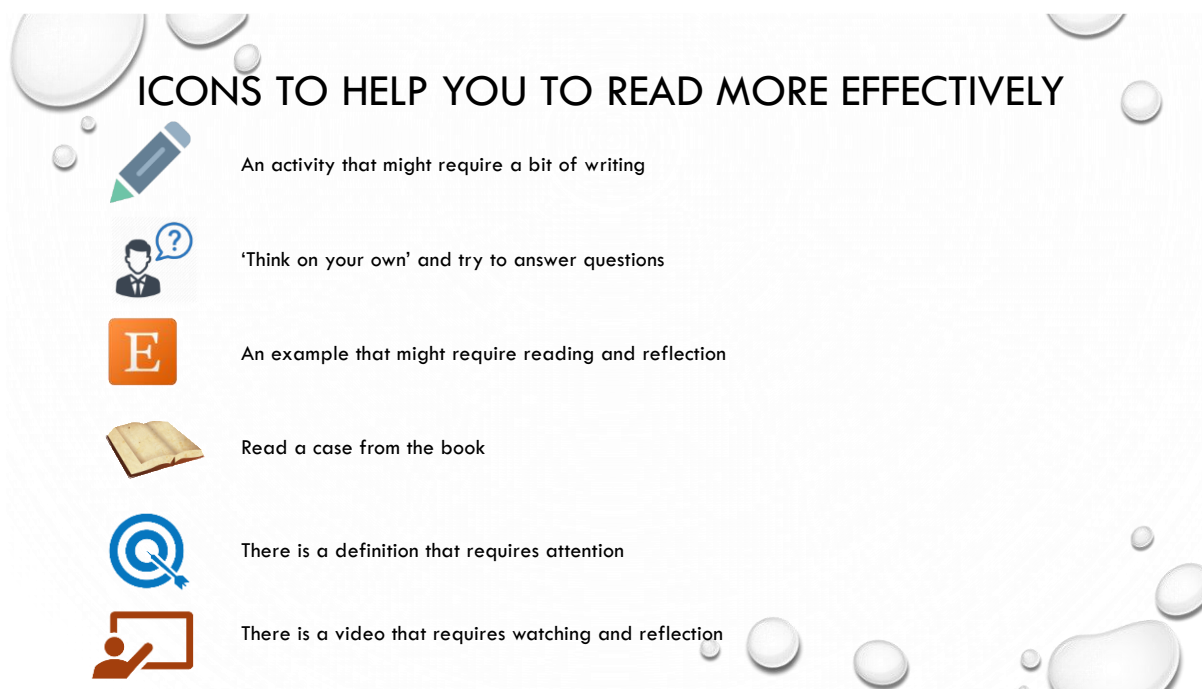 ICONS TO HELP YOU TO READ MORE EFFECTIVELY
An activity that might require a bit of writing
?
‘Think on your own’ and try to answer questions
E
An example that might require reading and reflection
Read a case from the book
There is a definition that requires attention
There is a video that requires watching and reflection